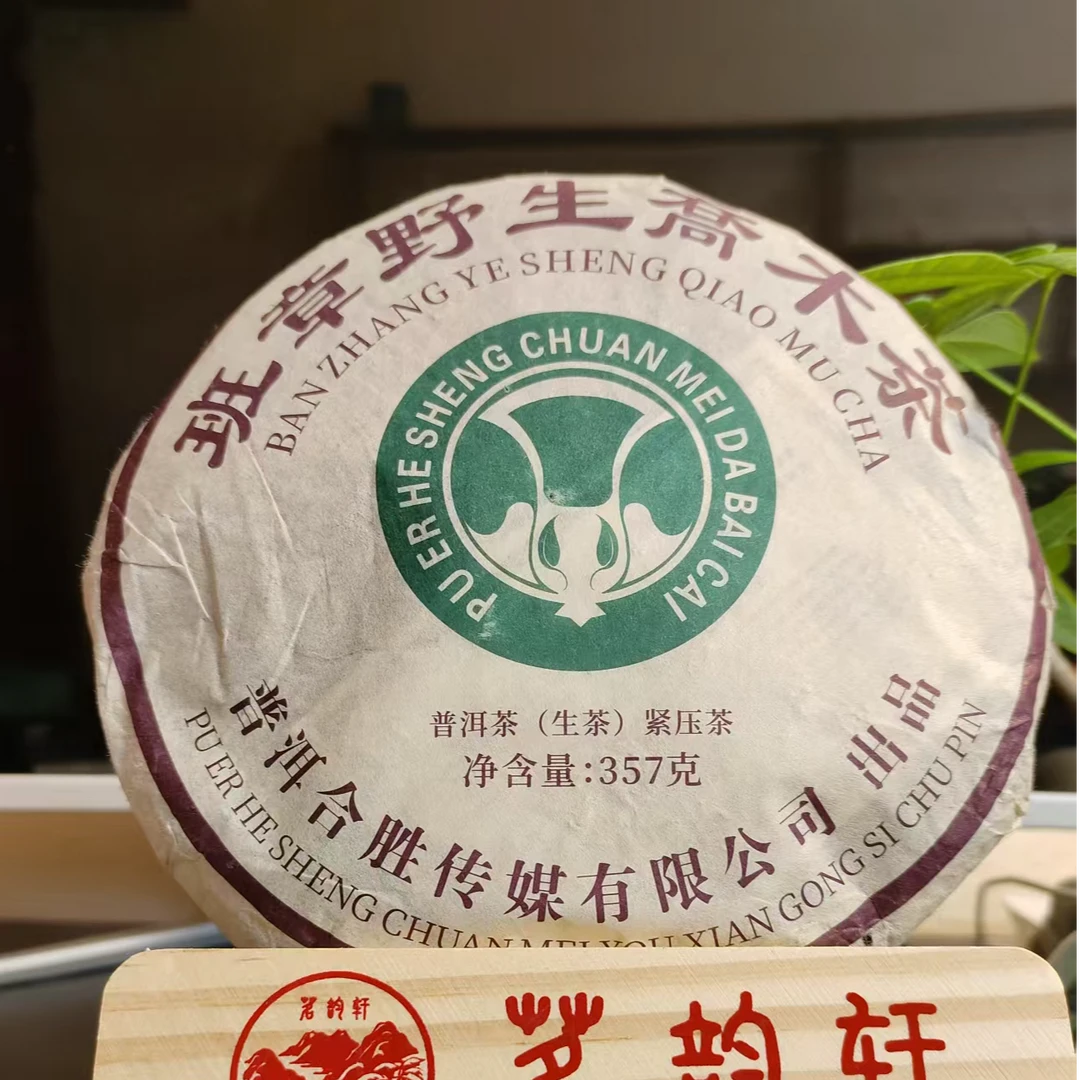 班章野生喬木茶
BAN ZHANG YE SHENG QIAO MU CHA
PU ER HE SHENG CHUAN MEI DA BAI CAI
普洱茶（生茶）紧压茶
净含量:357克
普洱合胜传媒有限公司 出品
PU ER HE SHENG CHUAN MEI YOU XIAN GONG SI CHU PIN
茗韵轩
茗韵轩